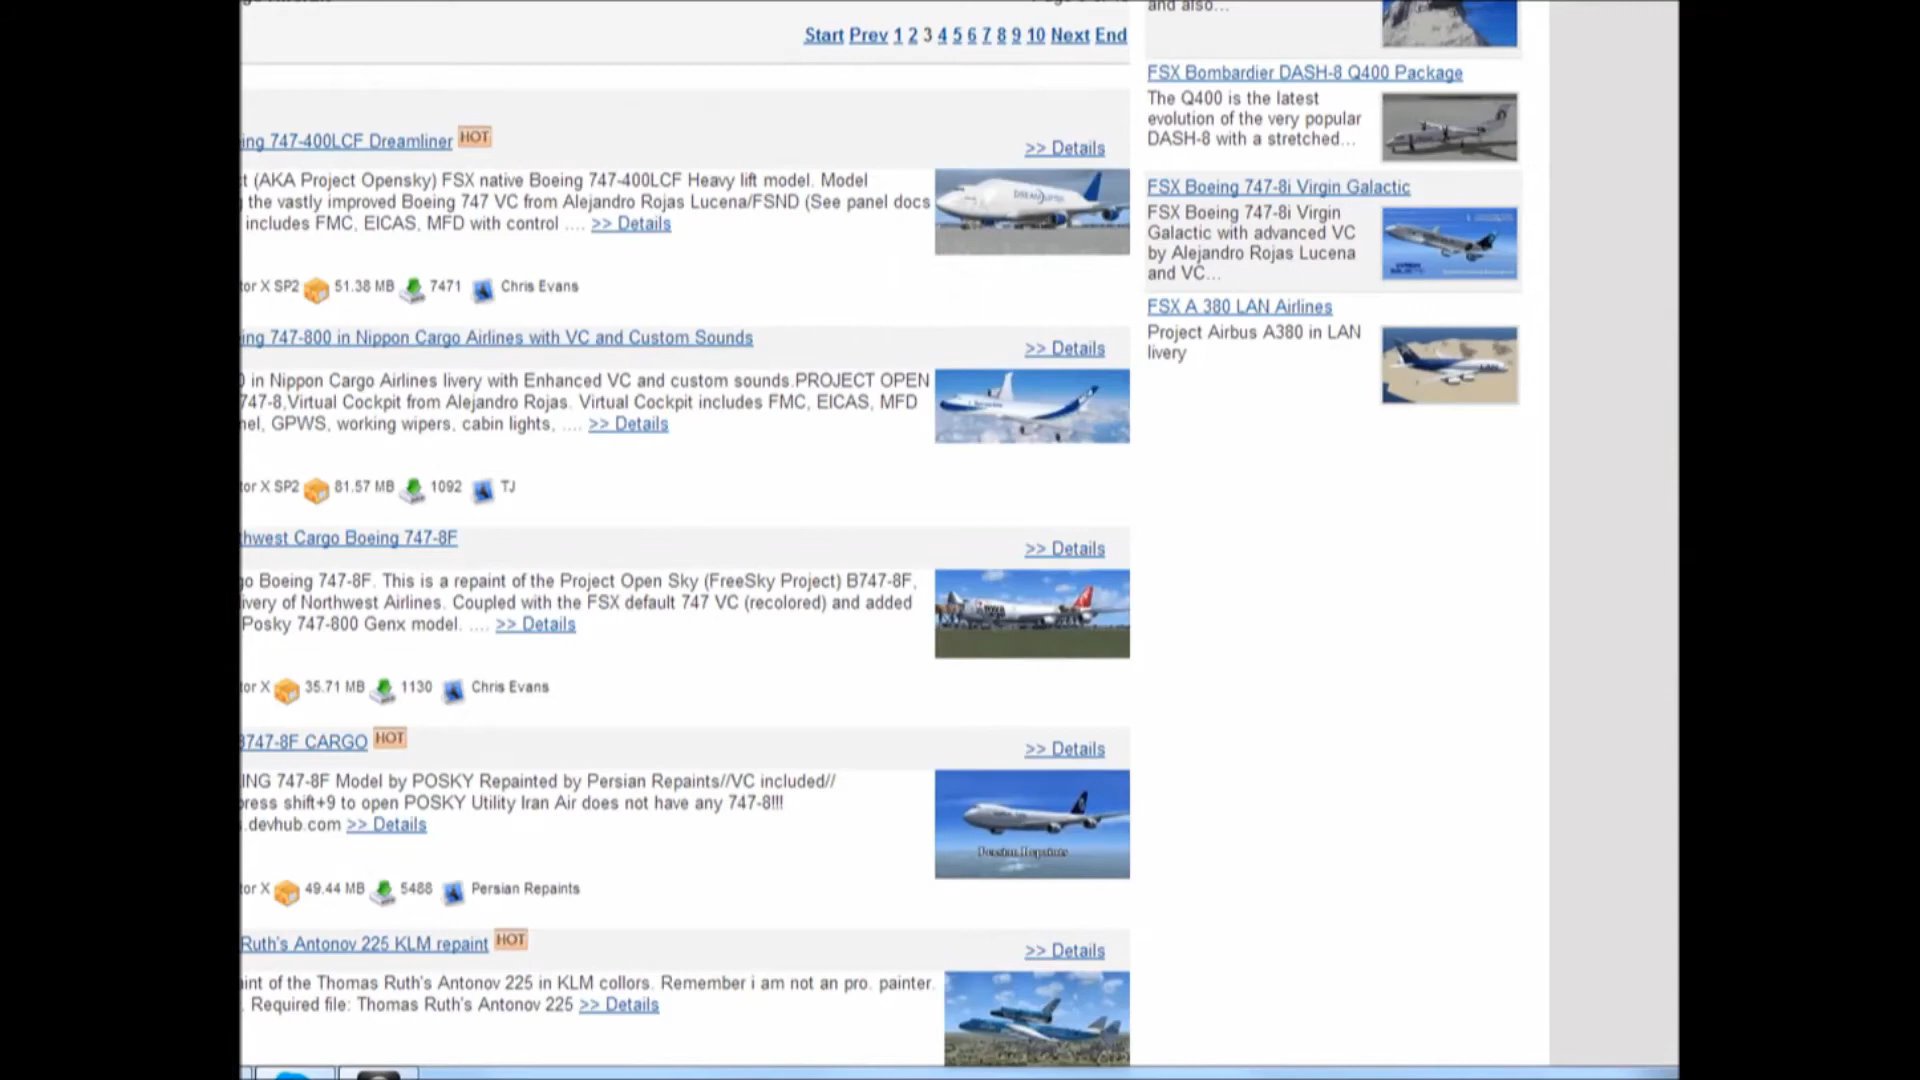 Start Prev 1 2 3 4 5 6 7 8 9 10 Next End
ing 747-400LCF Dreamliner HOT
>> Details
t (AKA Project Opensky) FSX native Boeing 747-400LCF Heavy lift model. Model
the vastly improved Boeing 747 VC from Alejandro Rojas Lucena/FSND (See panel docs
includes FMC, EICAS, MFD with control .... >> Details
tor X SP2 51.38 MB 7471 Chris Evans
ing 747-800 in Nippon Cargo Airlines with VC and Custom Sounds
>> Details
in Nippon Cargo Airlines livery with Enhanced VC and custom sounds.PROJECT OPEN
747-8,Virtual Cockpit from Alejandro Rojas. Virtual Cockpit includes FMC, EICAS, MFD
nel, GPWS, working wipers, cabin lights, .... >> Details
tor X SP2 81.57 MB 1092 TJ
hwest Cargo Boeing 747-8F
>> Details
go Boeing 747-8F. This is a repaint of the Project Open Sky (FreeSky Project) B747-8F,
ivery of Northwest Airlines. Coupled with the FSX default 747 VC (recolored) and added
Posky 747-800 Genx model. .... >> Details
tor X 35.71 MB 1130 Chris Evans
B747-8F CARGO HOT
>> Details
ING 747-8F Model by POSKY Repainted by Persian Repaints//VC included//
press shift+9 to open POSKY Utility Iran Air does not have any 747-8!!!
.devhub.com >> Details
Persian Repaints
tor X 49.44 MB 5488 Persian Repaints
Ruth's Antonov 225 KLM repaint HOT
>> Details
int of the Thomas Ruth's Antonov 225 in KLM collors. Remember i am not an pro. painter.
. Required file: Thomas Ruth's Antonov 225 >> Details
and also...
FSX Bombardier DASH-8 Q400 Package
The Q400 is the latest
evolution of the very popular
DASH-8 with a stretched...
FSX Boeing 747-8i Virgin Galactic
FSX Boeing 747-8i Virgin
Galactic with advanced VC
by Alejandro Rojas Lucena
and VC...
FSX A 380 LAN Airlines
Project Airbus A380 in LAN
livery